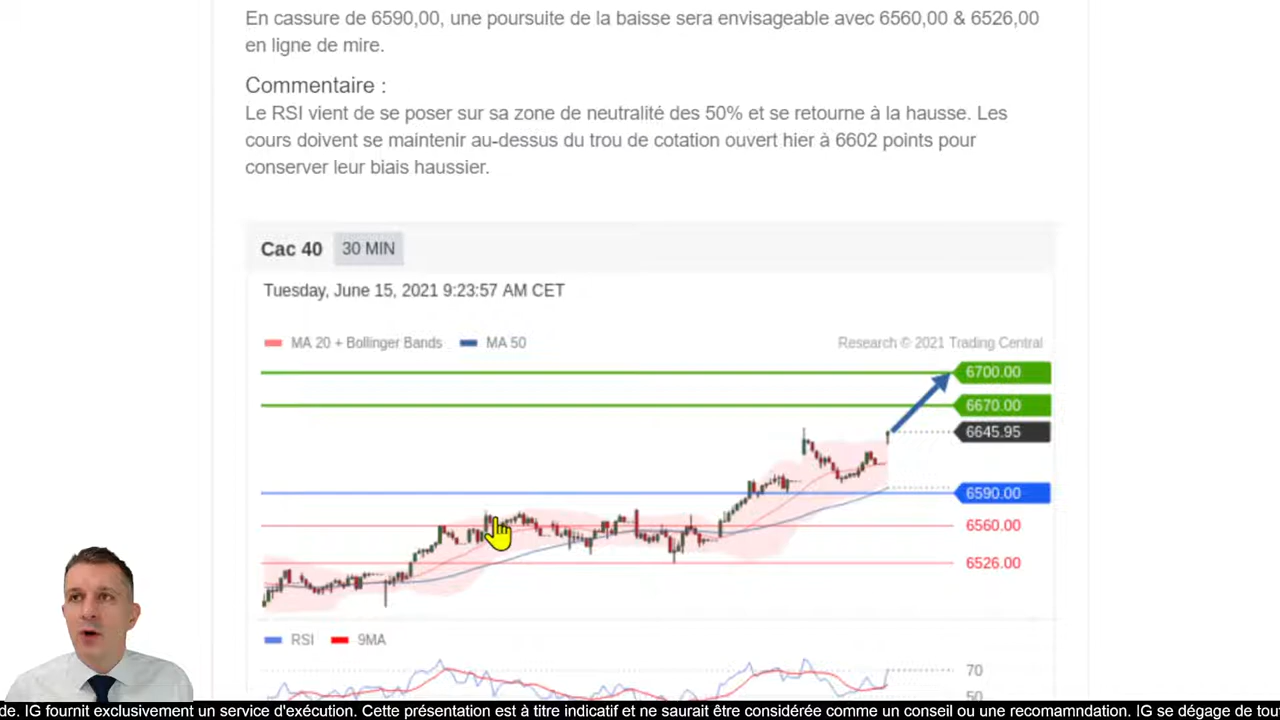 En cassure de 6590,00, une poursuite de la baisse sera envisageable avec 6560,00 & 6526,00
en ligne de mire.
Commentaire :
Le RSI vient de se poser sur sa zone de neutralité des 50% et se retourne à la hausse. Les
cours doivent se maintenir au-dessus du trou de cotation ouvert hier à 6602 points pour
conserver leur biais haussier.
Cac 40 30 MIN
Tuesday, June 15, 2021 9:23:57 AM CET
MA 20 + Bollinger Bands MA 50 Research © 2021 Trading Central
6700.00
6670.00
6645.95
6590.00
6560.00
6526.00
RSI 9MA
70
50
de. IG fournit exclusivement un service d'exécution. Cette présentation est à titre indicatif et ne saurait être considérée comme un conseil ou une recomamndation. IG se dégage de tou